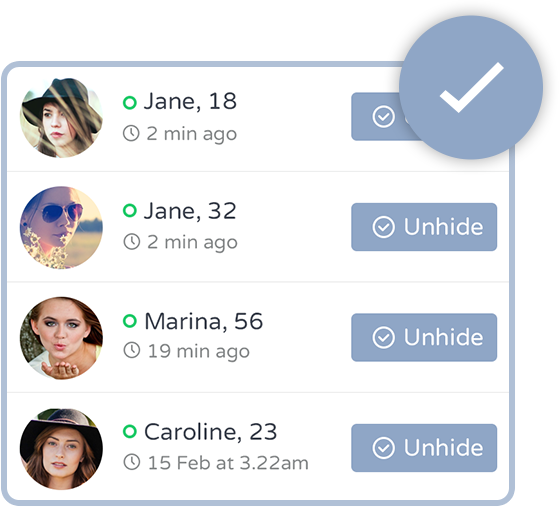 Jane, 18
2 min ago
Jane, 32
2 min ago
Unhide
Marina, 56
19 min ago
Unhide
Caroline, 23
15 Feb at 3.22am
Unhide